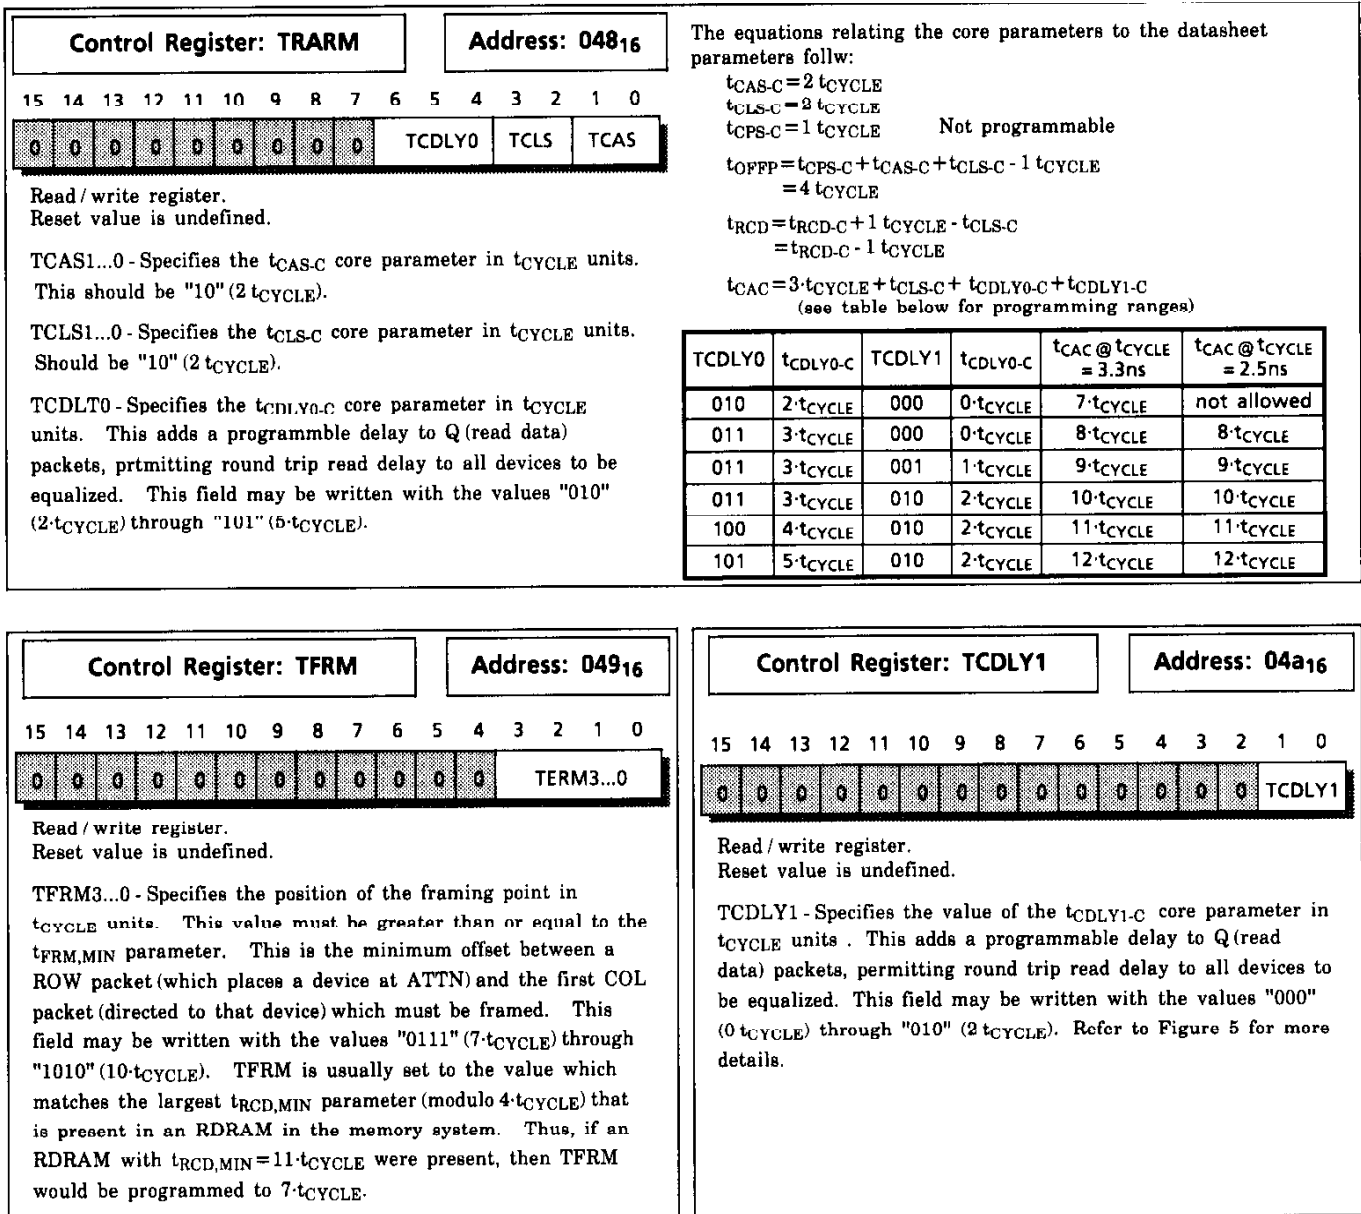 Control Register: TRARM
Address: 048₁₆
15 14 13 12 11 10 9 8 7 6 5 4 3 2 1 0
0 0 0 0 0 0 0 0 0 TCDLY0 TCLS TCAS
Read / write register.
Reset value is undefined.
TCAS1...0 - Specifies the tCAS-C core parameter in tCYCLE units.
This should be "10" (2 tCYCLE).
TCLS1...0 - Specifies the tCLS-C core parameter in tCYCLE units.
Should be "10" (2 tCYCLE).
TCDLT0 - Specifies the tCDLY0-C core parameter in tCYCLE
units. This adds a programmble delay to Q (read data)
packets, prtmitting round trip read delay to all devices to be
equalized. This field may be written with the values "010"
(2·tCYCLE) through "101" (5·tCYCLE).
The equations relating the core parameters to the datasheet
parameters follw:
tCAS-C=2 tCYCLE
tCLS-C=2 tCYCLE
tCPS-C=1 tCYCLE Not programmable
tOFFP=tCPS-C+tCAS-C+tCLS-C - 1 tCYCLE
=4 tCYCLE
tRCD=tRCD-C+1 tCYCLE - tCLS-C
=tRCD-C - 1 tCYCLE
tCAC=3·tCYCLE+tCLS-C+ tCDLY0-C+tCDLY1-C
(see table below for programming ranges)
TCDLY0 tCDLY0-C TCDLY1 tCDLY0-C tCAC @ tCYCLE = 3.3ns tCAC @ tCYCLE = 2.5ns
010 2·tCYCLE 000 0·tCYCLE 7·tCYCLE not allowed
011 3·tCYCLE 000 0·tCYCLE 8·tCYCLE 8·tCYCLE
011 3·tCYCLE 001 1·tCYCLE 9·tCYCLE 9·tCYCLE
011 3·tCYCLE 010 2·tCYCLE 10·tCYCLE 10·tCYCLE
100 4·tCYCLE 010 2·tCYCLE 11·tCYCLE 11·tCYCLE
101 5·tCYCLE 010 2·tCYCLE 12·tCYCLE 12·tCYCLE
Control Register: TFRM
Address: 049₁₆
15 14 13 12 11 10 9 8 7 6 5 4 3 2 1 0
0 0 0 0 0 0 0 0 0 0 0 0 TERM3...0
Read / write register.
Reset value is undefined.
TFRM3...0 - Specifies the position of the framing point in
tCYCLE units. This value must be greater than or equal to the
tFRM,MIN parameter. This is the minimum offset between a
ROW packet (which places a device at ATTN) and the first COL
packet (directed to that device) which must be framed. This
field may be written with the values "0111" (7·tCYCLE) through
"1010" (10·tCYCLE). TFRM is usually set to the value which
matches the largest tRCD,MIN parameter (modulo 4·tCYCLE) that
is present in an RDRAM in the memory system. Thus, if an
RDRAM with tRCD,MIN=11·tCYCLE were present, then TFRM
would be programmed to 7·tCYCLE.
Control Register: TCDLY1
Address: 04a₁₆
15 14 13 12 11 10 9 8 7 6 5 4 3 2 1 0
0 0 0 0 0 0 0 0 0 0 0 0 0 0 TCDLY1
Read / write register.
Reset value is undefined.
TCDLY1 - Specifies the value of the tCDLY1-C core parameter in
tCYCLE units . This adds a programmable delay to Q (read
data) packets, permitting round trip read delay to all devices to
be equalized. This field may be written with the values "000"
(0 tCYCLE) through "010" (2 tCYCLE). Refer to Figure 5 for more
details.